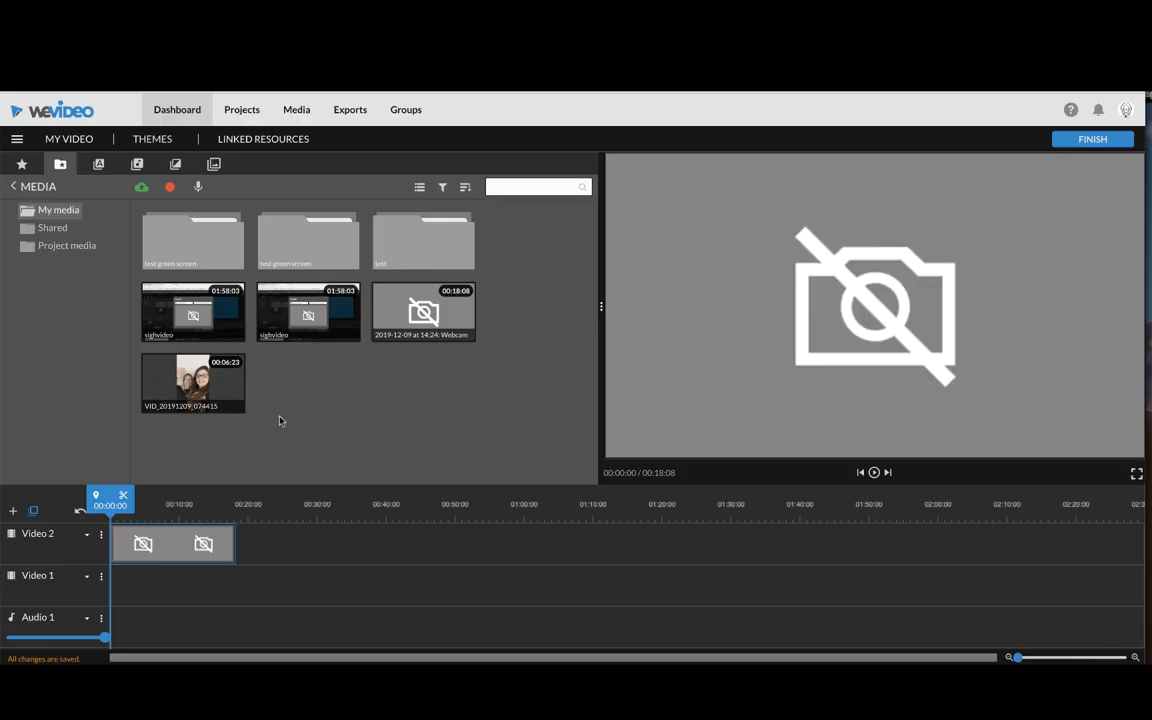 WEVIDEO Dashboard Projects Media Exports Groups ?
MY VIDEO | THEMES | LINKED RESOURCES FINISH
MEDIA
My media
Shared
Project media
test green screen test green screen test
01:58:03 01:58:03 00:18:08
sighvideo sighvideo 2019-12-09 at 14:24: Webcam
00:06:23
VID_20191209_074415
00:00:00 / 00:18:08
00:00:00 00:10:00 00:20:00 00:30:00 00:40:00 00:50:00 01:00:00 01:10:00 01:20:00 01:30:00 01:40:00 01:50:00 02:00:00 02:10:00 02:20:00
Video 2
Video 1
Audio 1
All changes are saved.